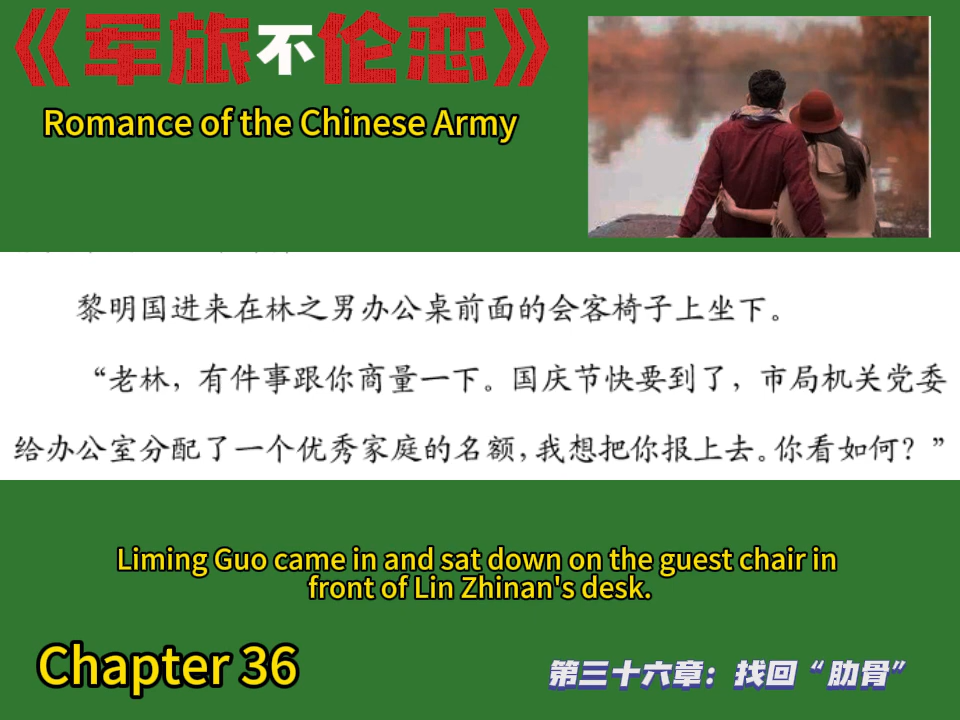 《军旅不伦恋》
Romance of the Chinese Army
黎明国进来在林之男办公桌前面的会客椅子上坐下。
“老林，有件事跟你商量一下。国庆节快要到了，市局机关党委
给办公室分配了一个优秀家庭的名额，我想把你报上去。你看如何？”
Liming Guo came in and sat down on the guest chair in
front of Lin Zhinan's desk.
Chapter 36
第三十六章：找回“肋骨”